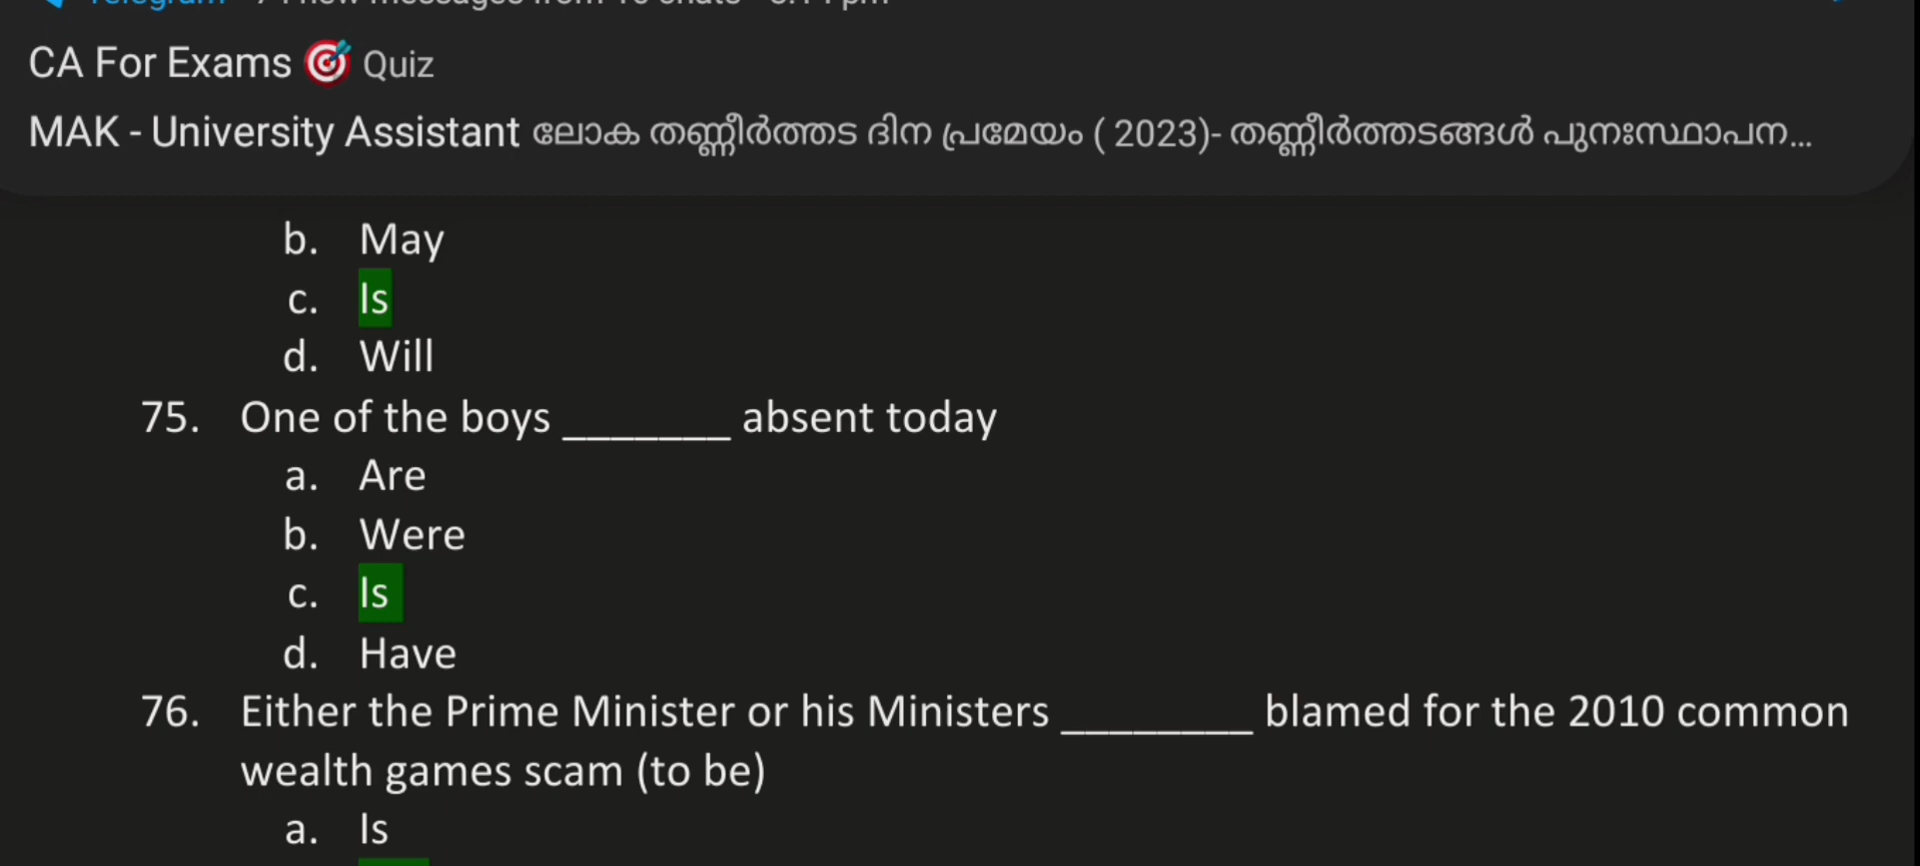 CA For Exams 🎯 Quiz
MAK - University Assistant ലോക തണ്ണീർത്തട ദിന പ്രമേയം ( 2023)- തണ്ണീർത്തടങ്ങൾ പുനഃസ്ഥാപന...
b. May
c. Is
d. Will
75. One of the boys _______ absent today
a. Are
b. Were
c. Is
d. Have
76. Either the Prime Minister or his Ministers ________ blamed for the 2010 common
wealth games scam (to be)
a. Is